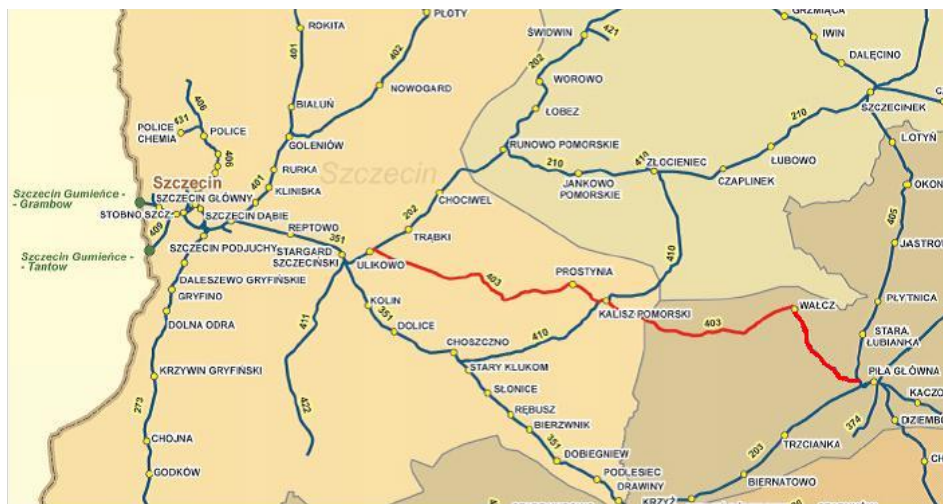 ROKITA
PŁOTY
401
402
NOWOGARD
BIAŁUŃ
GOLENIÓW
406
431
POLICE
CHEMIA
POLICE
406
RURKA
401
KLINISKA
Szczecin
Szczecin
Szczecin Gumieńce -
- Grambow
SZCZECIN GŁÓWNY
STOBNO SZCZ.
409
SZCZECIN DĄBIE
Szczecin Gumieńce -
- Tantow
SZCZECIN PODJUCHY
REPTOWO
351
STARGARD
SZCZECIŃSKI
ULIKOWO
202
TRĄBKI
CHOCIWEL
DALESZEWO GRYFIŃSKIE
GRYFINO
DOLNA ODRA
KRZYWIN GRYFIŃSKI
273
CHOJNA
GODKÓW
411
422
KOLIN
351
DOLICE
CHOSZCZNO
410
STARY KLUKOM
SŁONICE
RĘBUSZ
BIERZWNIK
351
DOBIEGNIEW
PODLESIEC
DRAWINY
KRZYŻ
ŚWIDWIN
421
202
WOROWO
ŁOBEZ
RUNOWO POMORSKIE
210
JANKOWO
POMORSKIE
410
ZŁOCIENIEC
CZAPLINEK
ŁUBOWO
210
GRZMIĄCA
IWIN
DALĘCINO
SZCZECINEK
LOTYŃ
OKON
405
JASTRO
PŁYTNICA
STARA
ŁUBIANKA
PIŁA GŁÓWNA
KACZO
DZIEMBO
374
TRZCIANKA
203
BIERNATOWO
403
PROSTYNIA
KALISZ POMORSKI
410
403
WAŁCZ
CH